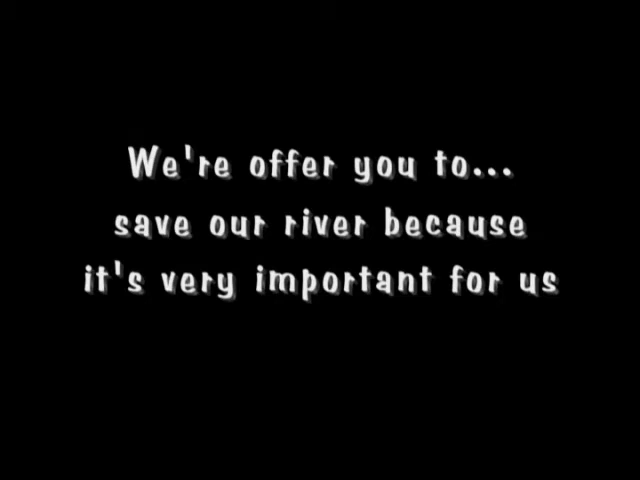 We're offer you to...
save our river because
it's very important for us